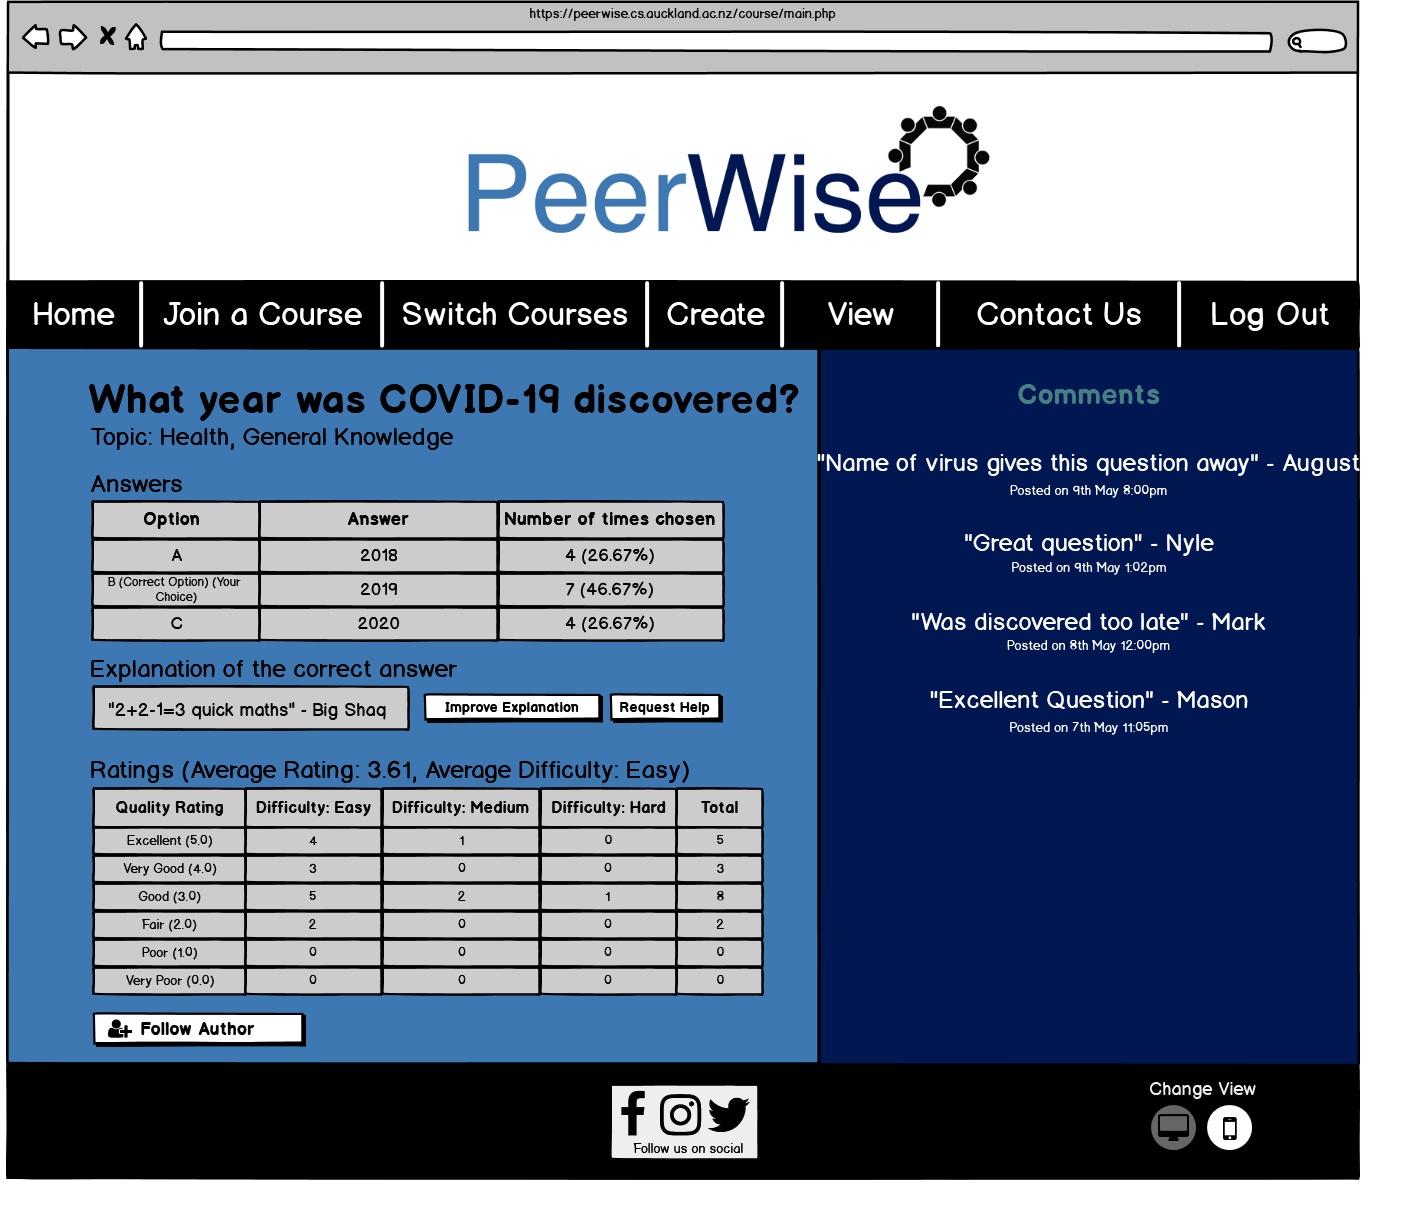 https://peerwise.cs.auckland.ac.nz/course/main.php
PeerWise
Home Join a Course Switch Courses Create View Contact Us Log Out
What year was COVID-19 discovered?
Topic: Health, General Knowledge
Answers
Option Answer Number of times chosen
A 2018 4 (26.67%)
B (Correct Option) (Your
Choice) 2019 7 (46.67%)
C 2020 4 (26.67%)
Explanation of the correct answer
"2+2-1=3 quick maths" - Big Shaq Improve Explanation Request Help
Ratings (Average Rating: 3.61, Average Difficulty: Easy)
Quality Rating Difficulty: Easy Difficulty: Medium Difficulty: Hard Total
Excellent (5.0) 4 1 0 5
Very Good (4.0) 3 0 0 3
Good (3.0) 5 2 1 8
Fair (2.0) 2 0 0 2
Poor (1.0) 0 0 0 0
Very Poor (0.0) 0 0 0 0
Follow Author
Comments
"Name of virus gives this question away" - August
Posted on 9th May 8:00pm
"Great question" - Nyle
Posted on 9th May 1:02pm
"Was discovered too late" - Mark
Posted on 8th May 12:00pm
"Excellent Question" - Mason
Posted on 7th May 11:05pm
Follow us on social
Change View